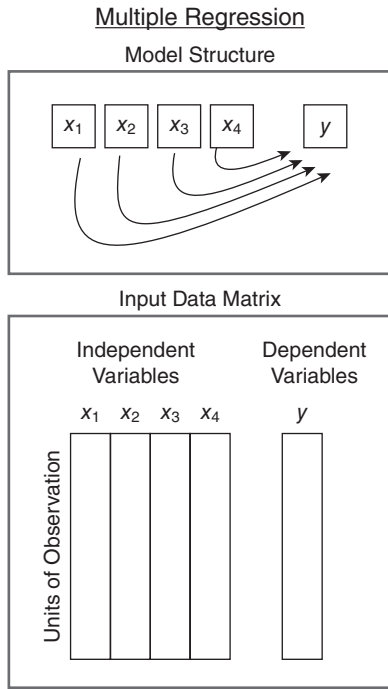 Multiple Regression
Model Structure
x1 x2 x3 x4 y
Input Data Matrix
Independent Variables
Dependent Variables
x1 x2 x3 x4 y
Units of Observation